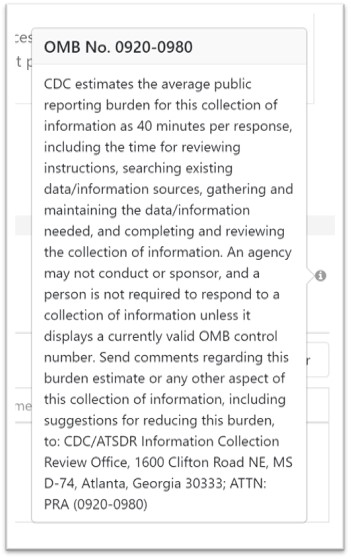 OMB No. 0920-0980
CDC estimates the average public
reporting burden for this collection of
information as 40 minutes per response,
including the time for reviewing
instructions, searching existing
data/information sources, gathering and
maintaining the data/information
needed, and completing and reviewing
the collection of information. An agency
may not conduct or sponsor, and a
person is not required to respond to a
collection of information unless it
displays a currently valid OMB control
number. Send comments regarding this
burden estimate or any other aspect of
this collection of information, including
suggestions for reducing this burden,
to: CDC/ATSDR Information Collection
Review Office, 1600 Clifton Road NE, MS
D-74, Atlanta, Georgia 30333; ATTN:
PRA (0920-0980)